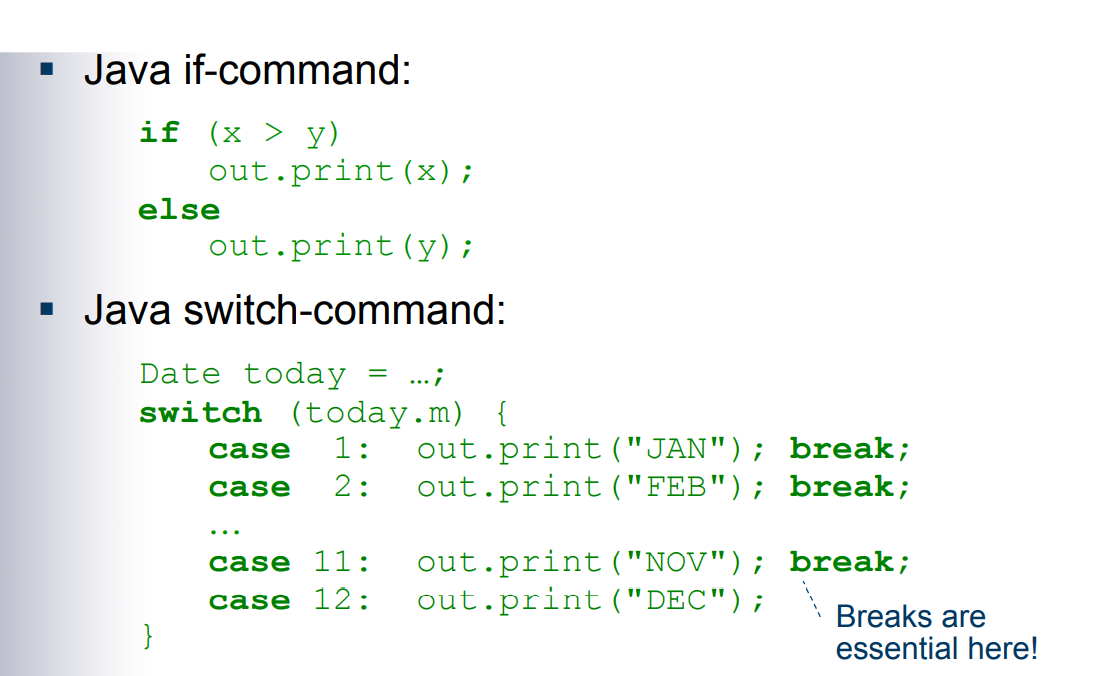 ▪ Java if-command:
if (x > y)
    out.print(x);
else
    out.print(y);
▪ Java switch-command:
Date today = …;
switch (today.m) {
    case  1:  out.print("JAN"); break;
    case  2:  out.print("FEB"); break;
    …
    case 11:  out.print("NOV"); break;
    case 12:  out.print("DEC");
}
Breaks are
essential here!